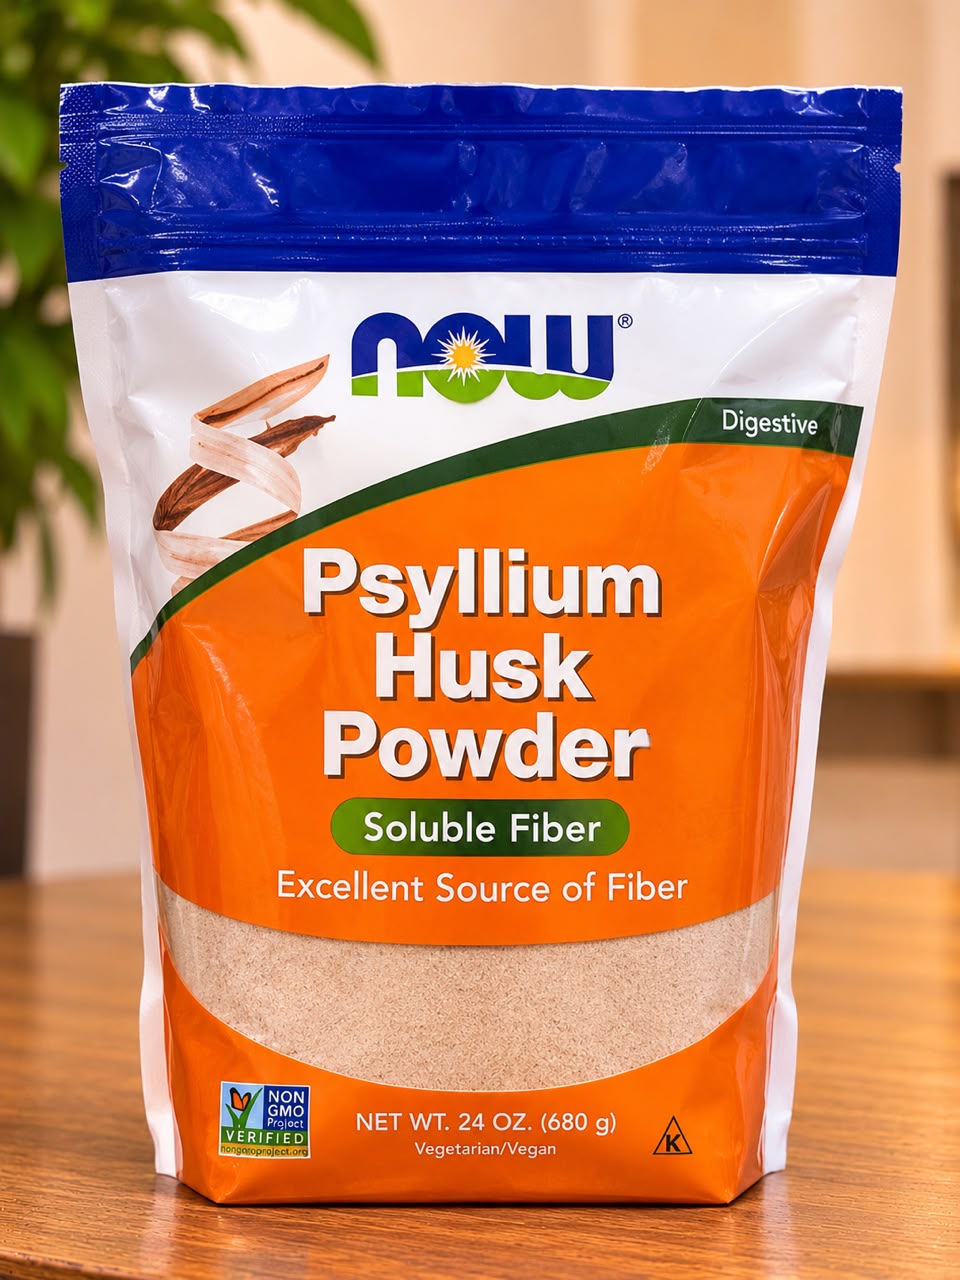 now®
Digestive
Psyllium
Husk
Powder
Soluble Fiber
Excellent Source of Fiber
NON
GMO
Project
VERIFIED
nongmoproject.org
NET WT. 24 OZ. (680 g)
Vegetarian/Vegan
K